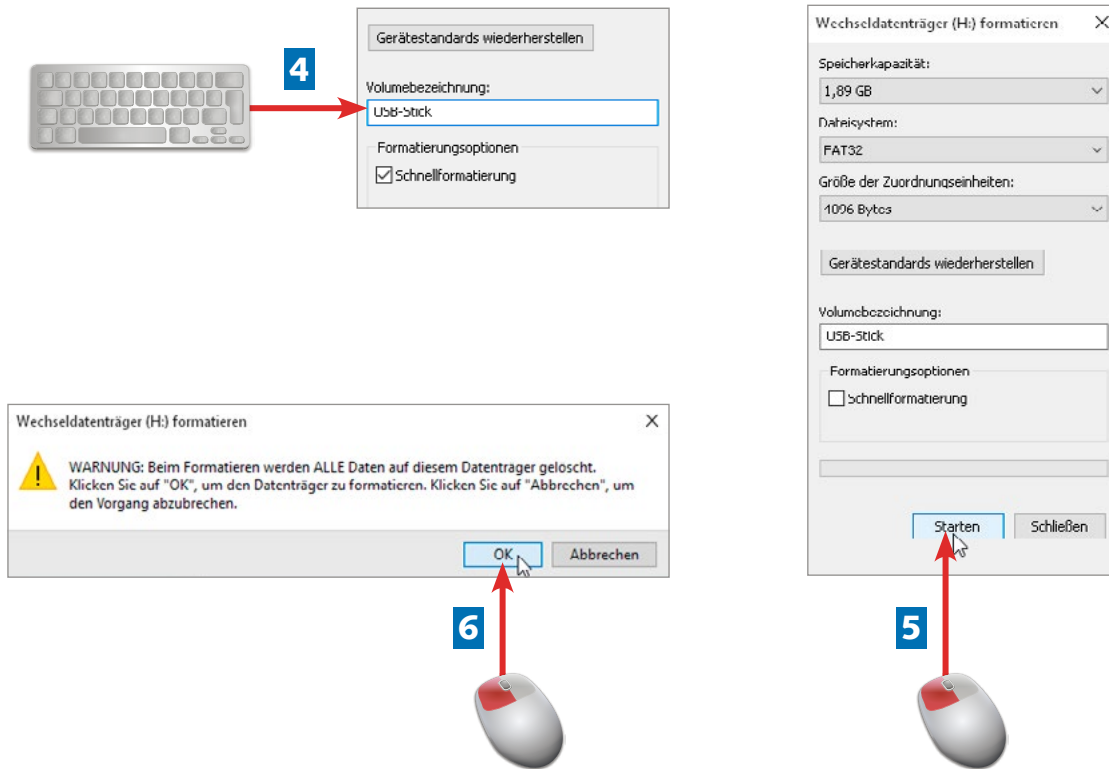 4
Gerätestandards wiederherstellen
Volumebezeichnung:
USB-Stick
Formatierungsoptionen
Schnellformatierung
Wechseldatenträger (H:) formatieren
Speicherkapazität:
1,89 GB
Dateisystem:
FAT32
Größe der Zuordnungseinheiten:
4096 Bytes
Gerätestandards wiederherstellen
Volumebezeichnung:
USB-Stick
Formatierungsoptionen
Schnellformatierung
Starten Schließen
5
Wechseldatenträger (H:) formatieren
WARNUNG: Beim Formatieren werden ALLE Daten auf diesem Datenträger gelöscht.
Klicken Sie auf "OK", um den Datenträger zu formatieren. Klicken Sie auf "Abbrechen", um
den Vorgang abzubrechen.
OK Abbrechen
6